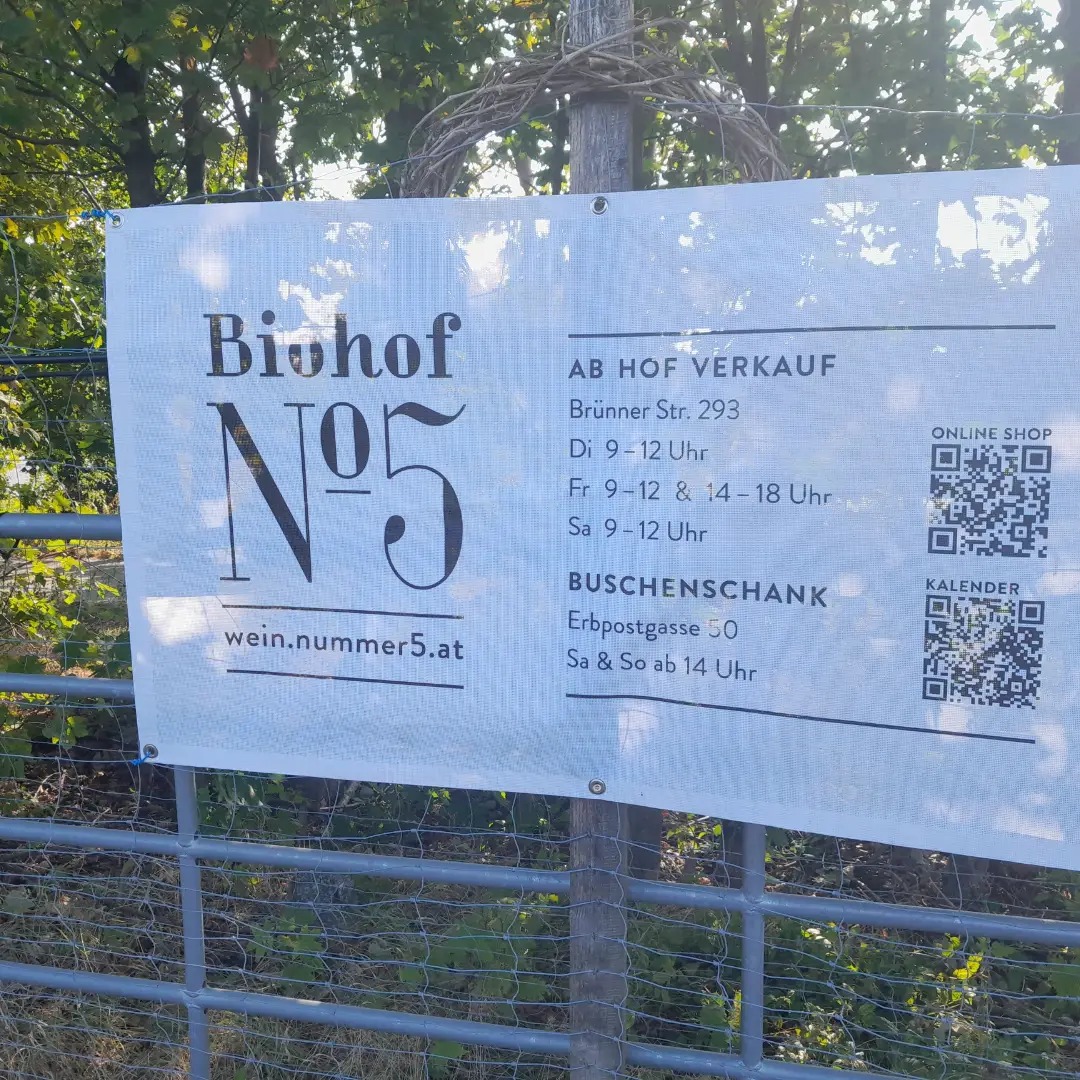 Biohof
Nº5
wein.nummer5.at
AB HOF VERKAUF
Brünner Str. 293
Di 9–12 Uhr
Fr 9–12 & 14–18 Uhr
Sa 9–12 Uhr
BUSCHENSCHANK
Erbpostgasse 50
Sa & So ab 14 Uhr
ONLINE SHOP
KALENDER